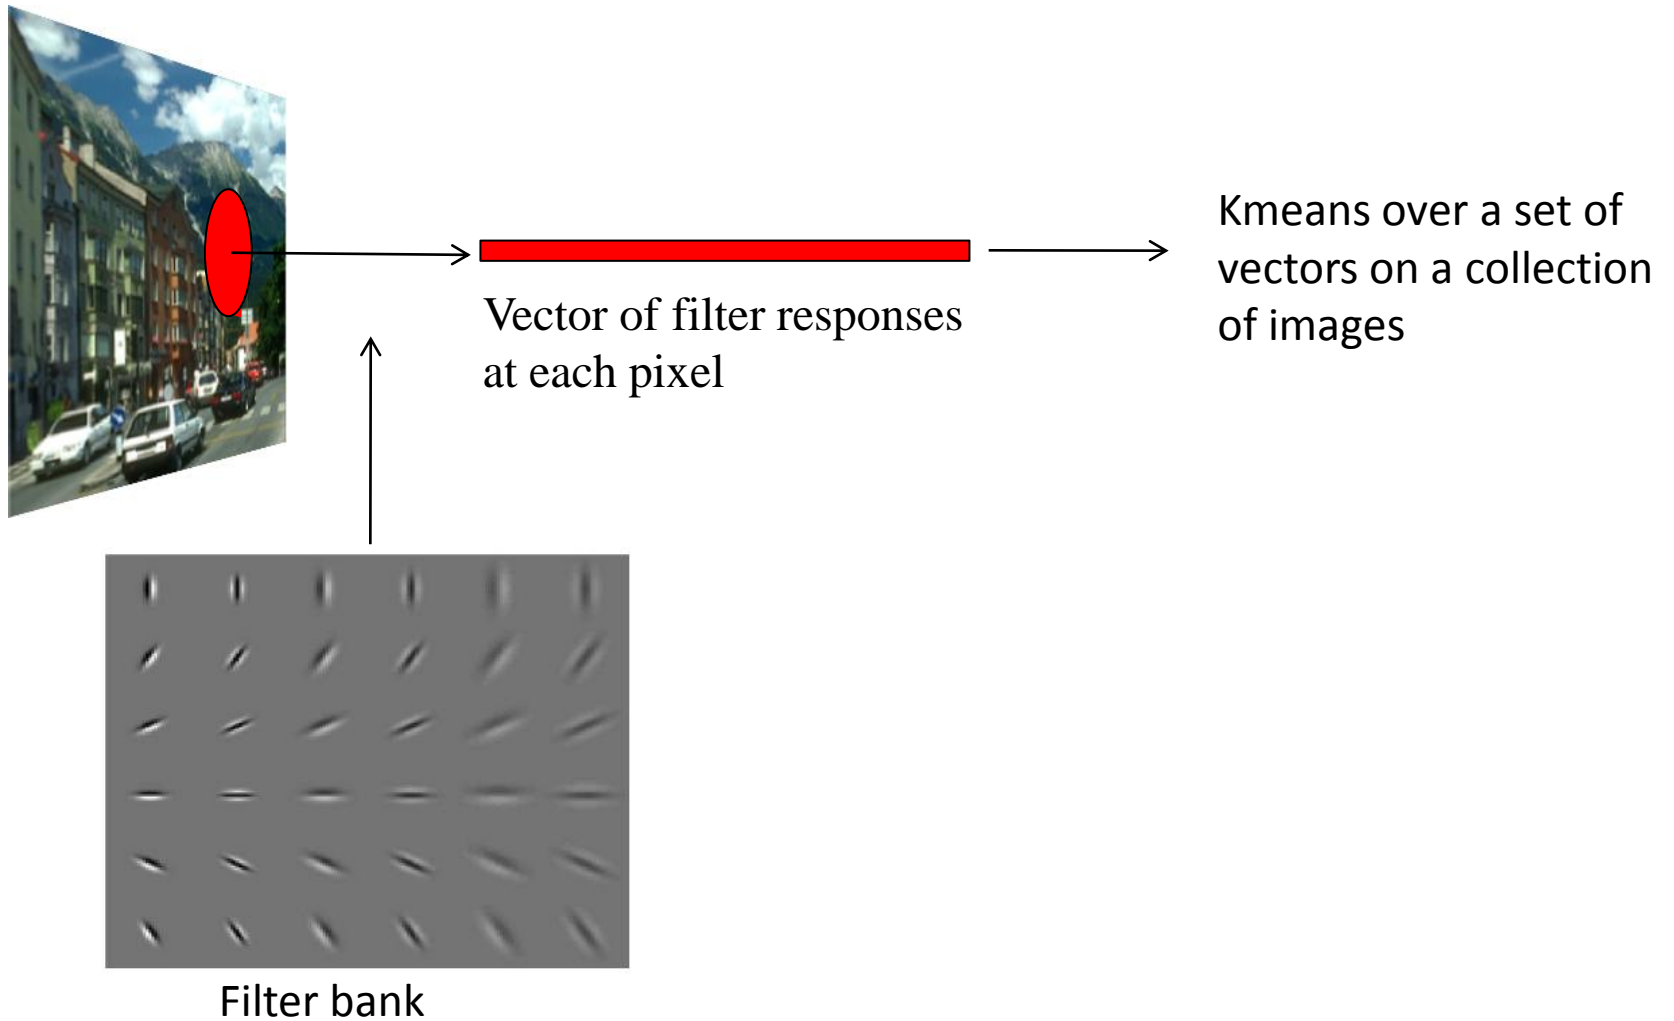 Vector of filter responses
at each pixel
Kmeans over a set of
vectors on a collection
of images
Filter bank